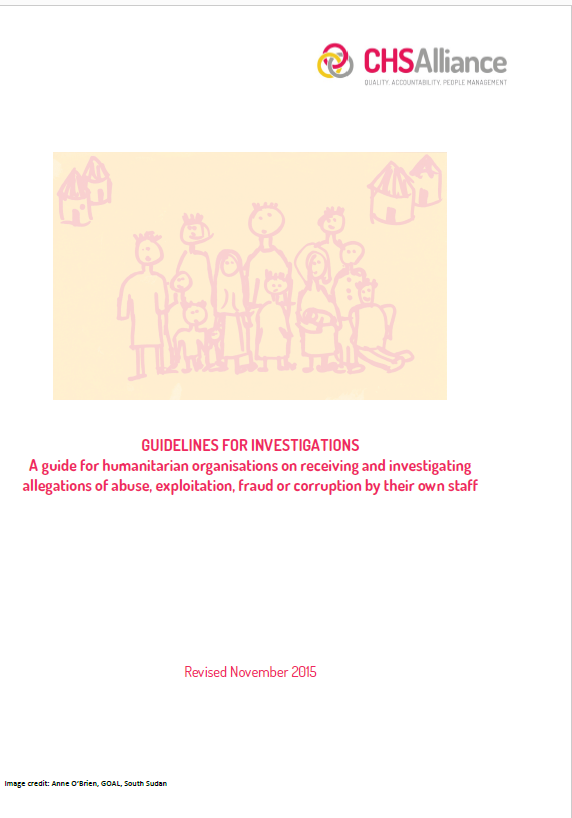 CHSAlliance
QUALITY, ACCOUNTABILITY, PEOPLE MANAGEMENT
GUIDELINES FOR INVESTIGATIONS
A guide for humanitarian organisations on receiving and investigating
allegations of abuse, exploitation, fraud or corruption by their own staff
Revised November 2015
Image credit: Anne O'Brien, GOAL, South Sudan